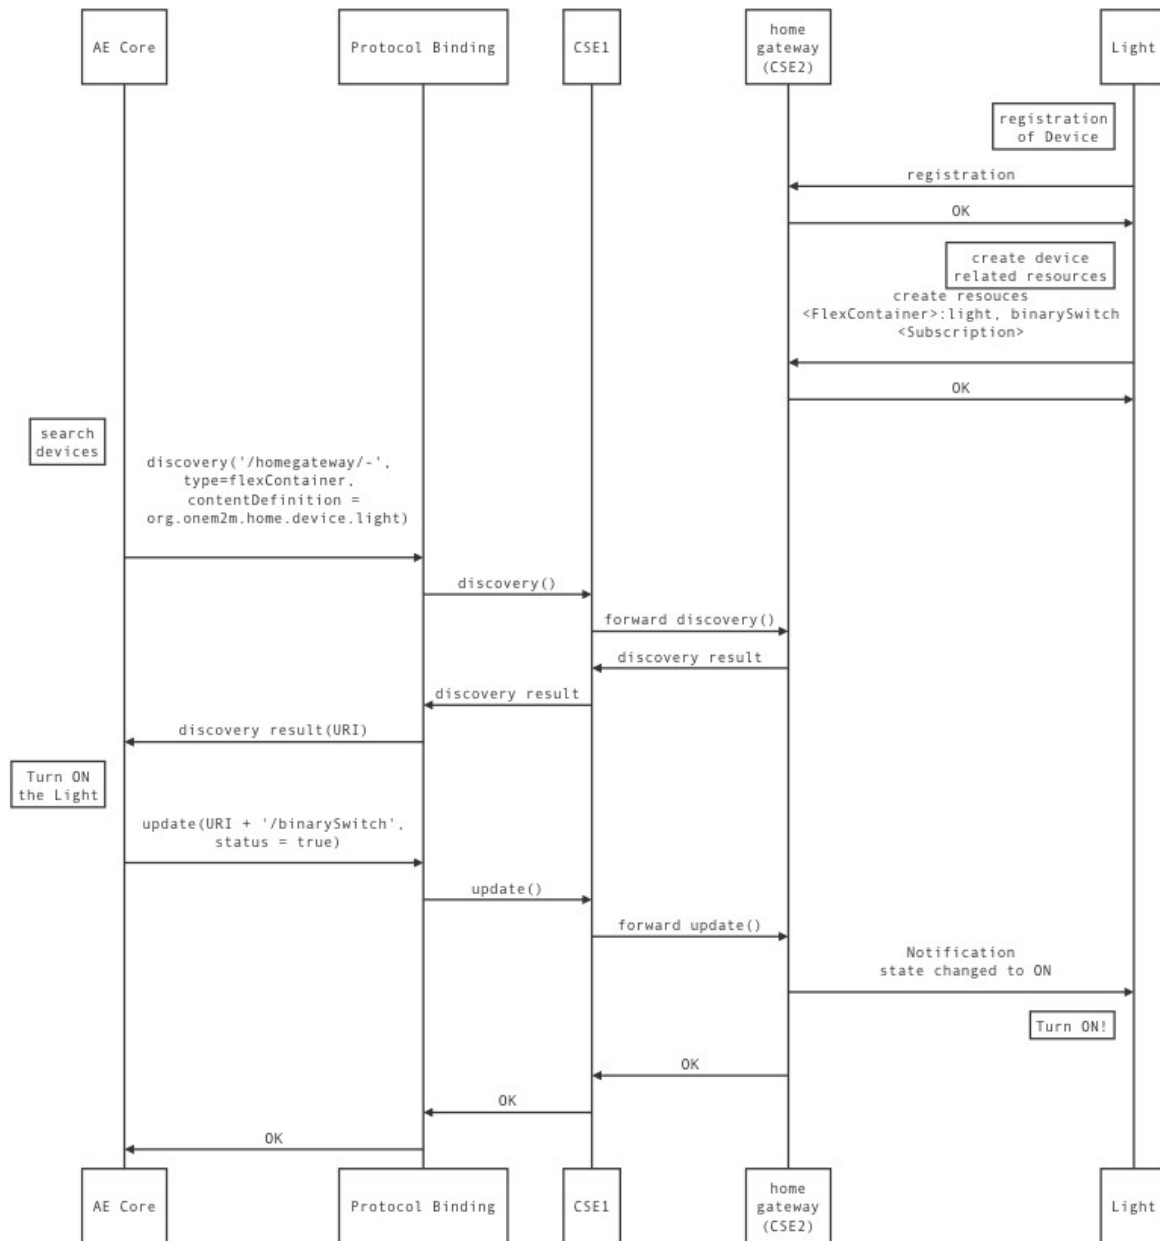 AE Core
Protocol Binding
CSE1
home
gateway
(CSE2)
Light
registration
of Device
registration
OK
create device
related resources
create resouces
<FlexContainer>:light, binarySwitch
<Subscription>
OK
search
devices
discovery('/homegateway/-',
type=flexContainer,
contentDefinition =
org.onem2m.home.device.light)
discovery()
forward discovery()
discovery result
discovery result
discovery result(URI)
Turn ON
the Light
update(URI + '/binarySwitch',
status = true)
update()
forward update()
Notification
state changed to ON
Turn ON!
OK
OK
OK
AE Core
Protocol Binding
CSE1
home
gateway
(CSE2)
Light